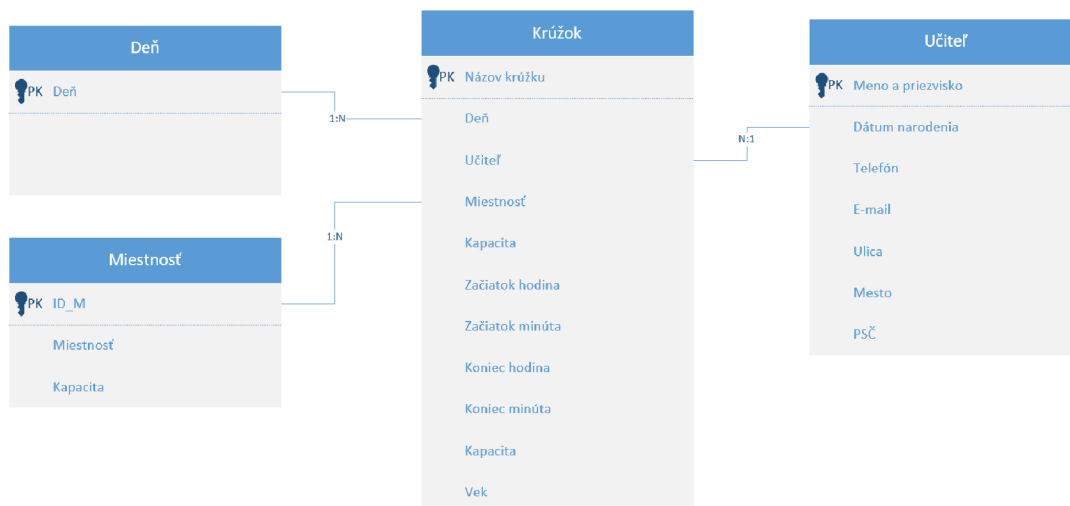 Deň
PK Deň
1:N
Miestnosť
PK ID_M
Miestnosť
Kapacita
1:N
Krúžok
PK Názov krúžku
Deň
Učiteľ
Miestnosť
Kapacita
Začiatok hodina
Začiatok minúta
Koniec hodina
Koniec minúta
Kapacita
Vek
N:1
Učiteľ
PK Meno a priezvisko
Dátum narodenia
Telefón
E-mail
Ulica
Mesto
PSČ